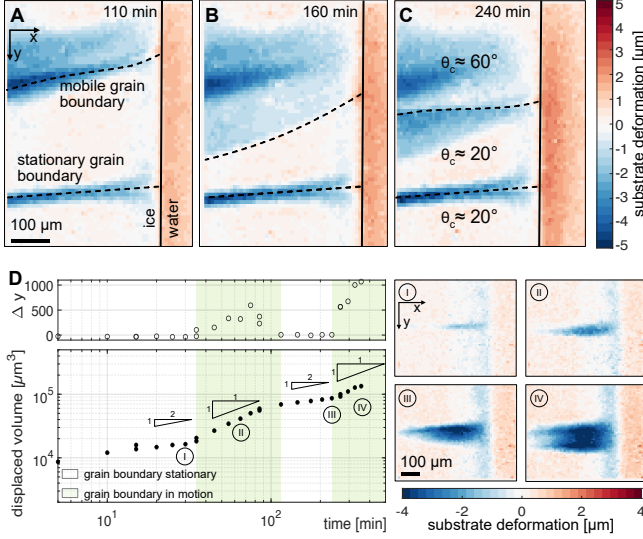 A
110 min
x
y
mobile grain
boundary
stationary grain
boundary
ice
water
100 µm
B
160 min
C
240 min
θc ≈ 60°
θc ≈ 20°
θc ≈ 20°
5
4
3
2
1
0
-1
-2
-3
-4
-5
substrate deformation [µm]
D
1000
500
0
Δ y
displaced volume [µm³]
10⁵
10⁴
1
2
1
1
1
2
1
1
I
II
III
IV
grain boundary stationary
grain boundary in motion
10¹
10²
time [min]
I
x
y
II
III
100 µm
IV
-4
-2
0
2
4
substrate deformation [µm]